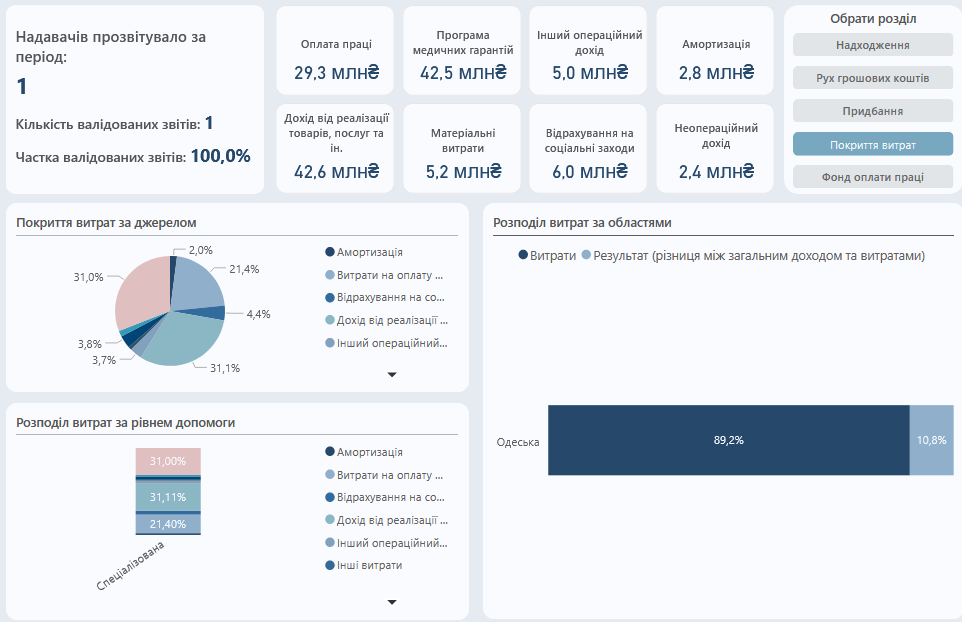 Надавачів прозвітувало за
період:
1
Кількість валідованих звітів: 1
Частка валідованих звітів: 100,0%
Оплата праці
29,3 млн₴
Програма
медичних гарантій
42,5 млн₴
Інший операційний
дохід
5,0 млн₴
Амортизація
2,8 млн₴
Дохід від реалізації
товарів, послуг та
ін.
42,6 млн₴
Матеріальні
витрати
5,2 млн₴
Відрахування на
соціальні заходи
6,0 млн₴
Неопераційний
дохід
2,4 млн₴
Обрати розділ
Надходження
Рух грошових коштів
Придбання
Покриття витрат
Фонд оплати праці
Покриття витрат за джерелом
2,0%
21,4%
4,4%
31,1%
3,7%
3,8%
31,0%
Амортизація
Витрати на оплату ...
Відрахування на со...
Дохід від реалізації ...
Інший операційний...
Розподіл витрат за рівнем допомоги
31,00%
31,11%
21,40%
Спеціалізована
Амортизація
Витрати на оплату ...
Відрахування на со...
Дохід від реалізації ...
Інший операційний...
Інші витрати
Розподіл витрат за областями
Витрати
Результат (різниця між загальним доходом та витратами)
Одеська
89,2%
10,8%